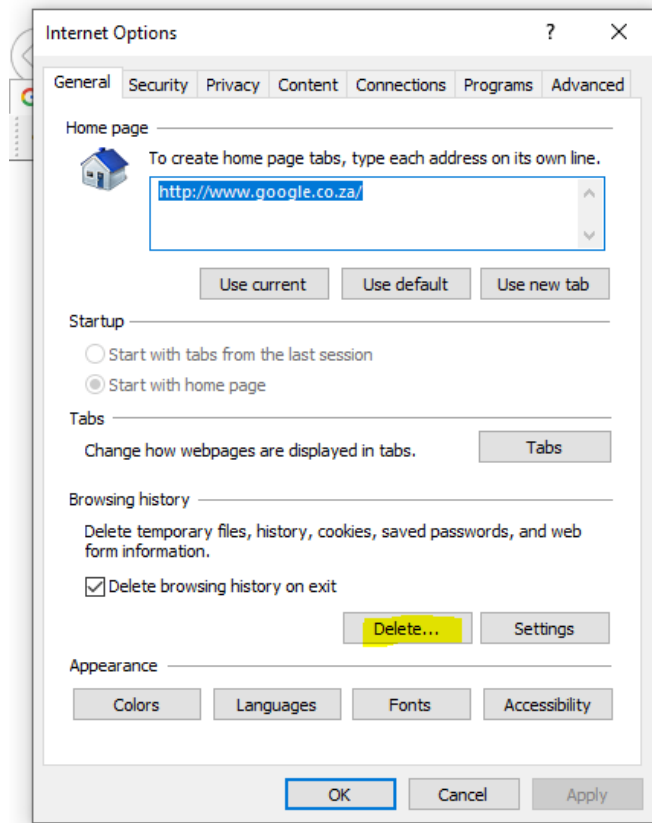 Internet Options
?
General Security Privacy Content Connections Programs Advanced
Home page
To create home page tabs, type each address on its own line.
http://www.google.co.za/
Use current Use default Use new tab
Startup
Start with tabs from the last session
Start with home page
Tabs
Change how webpages are displayed in tabs.
Tabs
Browsing history
Delete temporary files, history, cookies, saved passwords, and web
form information.
Delete browsing history on exit
Delete... Settings
Appearance
Colors Languages Fonts Accessibility
OK Cancel Apply